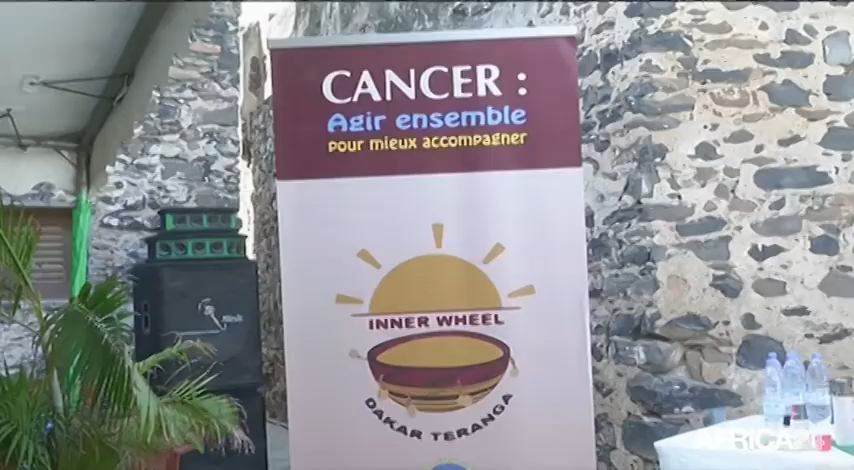 CANCER :
Agir ensemble
pour mieux accompagner
INNER WHEEL
DAKAR TERANGA
AFRICA